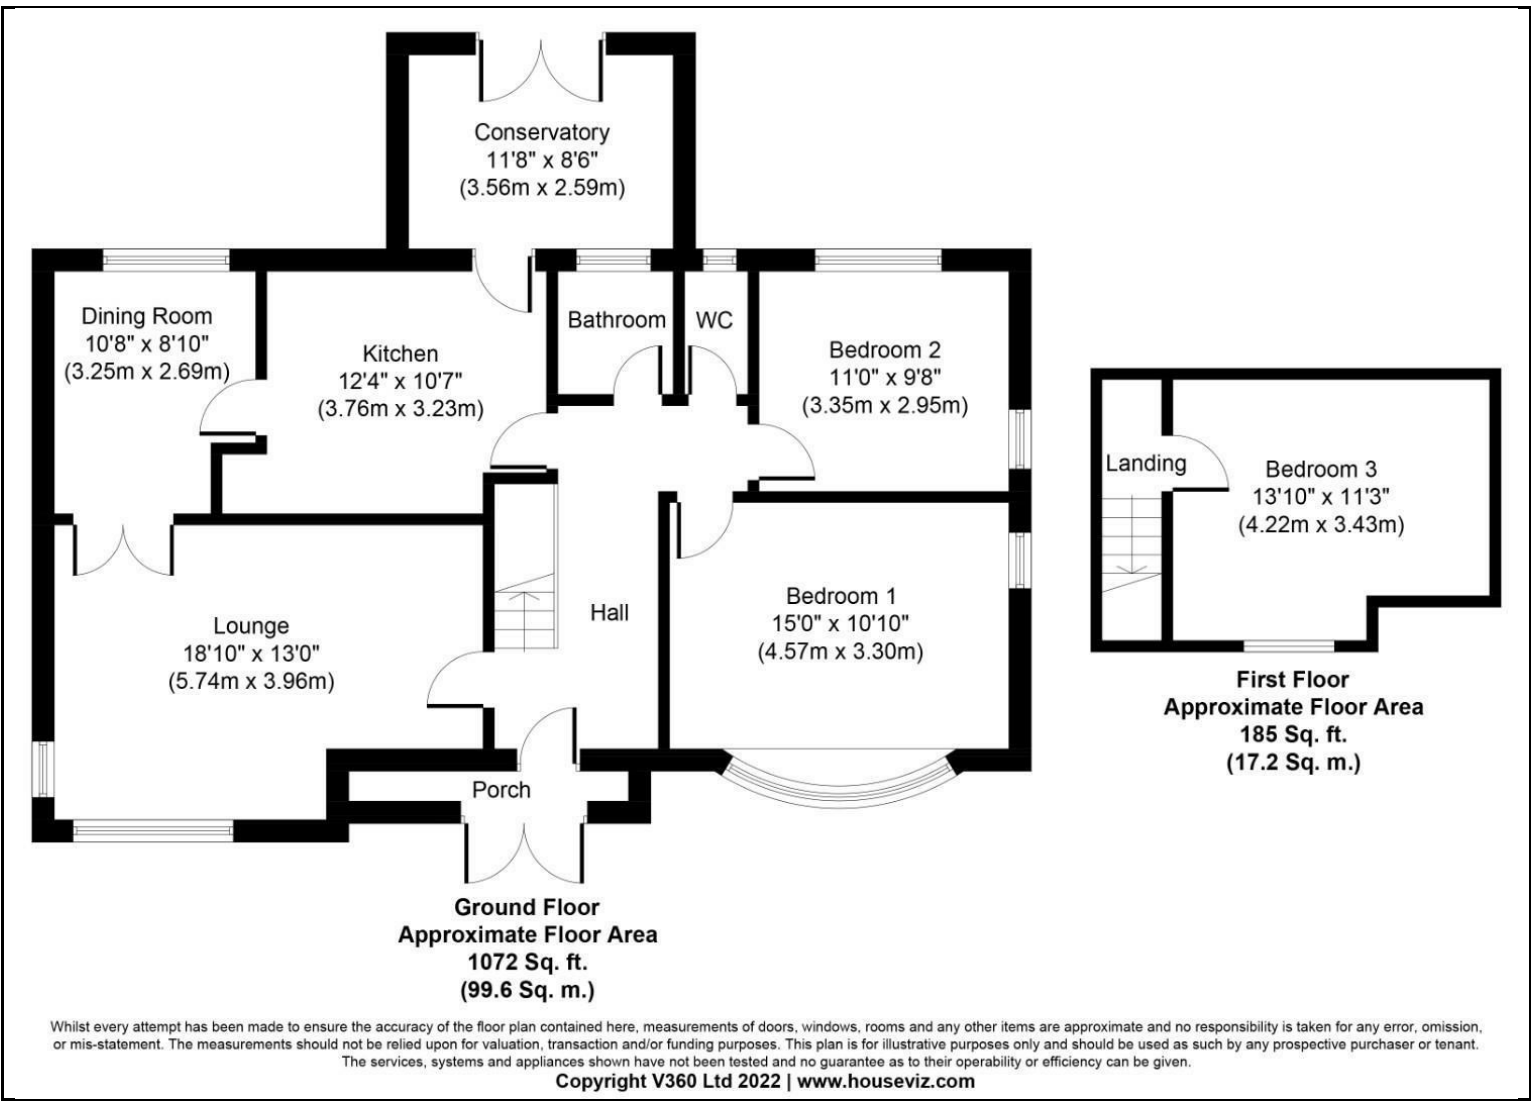 Conservatory
11'8" x 8'6"
(3.56m x 2.59m)
Dining Room
10'8" x 8'10"
(3.25m x 2.69m)
Kitchen
12'4" x 10'7"
(3.76m x 3.23m)
Bathroom
WC
Bedroom 2
11'0" x 9'8"
(3.35m x 2.95m)
Landing
Bedroom 3
13'10" x 11'3"
(4.22m x 3.43m)
Lounge
18'10" x 13'0"
(5.74m x 3.96m)
Hall
Bedroom 1
15'0" x 10'10"
(4.57m x 3.30m)
Porch
First Floor
Approximate Floor Area
185 Sq. ft.
(17.2 Sq. m.)
Ground Floor
Approximate Floor Area
1072 Sq. ft.
(99.6 Sq. m.)
Whilst every attempt has been made to ensure the accuracy of the floor plan contained here, measurements of doors, windows, rooms and any other items are approximate and no responsibility is taken for any error, omission,
or mis-statement. The measurements should not be relied upon for valuation, transaction and/or funding purposes. This plan is for illustrative purposes only and should be used as such by any prospective purchaser or tenant.
The services, systems and appliances shown have not been tested and no guarantee as to their operability or efficiency can be given.
Copyright V360 Ltd 2022 | www.houseviz.com